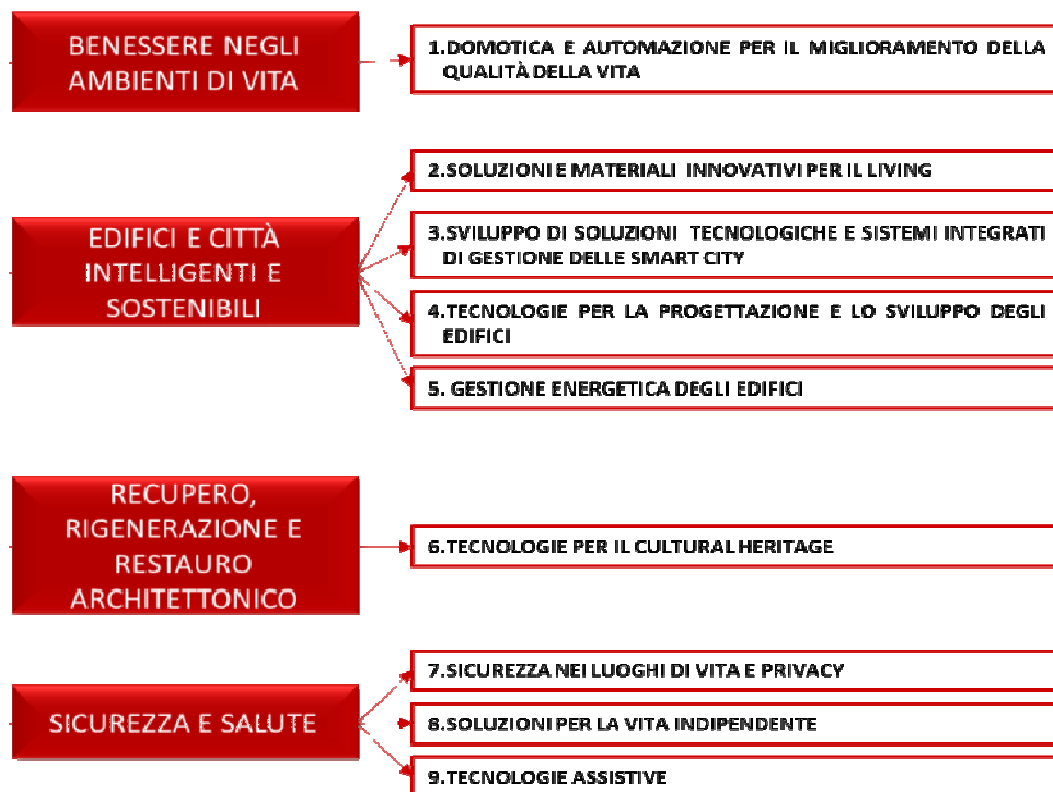 BENESSERE NEGLI
AMBIENTI DI VITA
1.DOMOTICA E AUTOMAZIONE PER IL MIGLIORAMENTO DELLA
QUALITÀ DELLA VITA
EDIFICI E CITTÀ
INTELLIGENTI E
SOSTENIBILI
2.SOLUZIONI E MATERIALI INNOVATIVI PER IL LIVING
3.SVILUPPO DI SOLUZIONI TECNOLOGICHE E SISTEMI INTEGRATI
DI GESTIONE DELLE SMART CITY
4.TECNOLOGIE PER LA PROGETTAZIONE E LO SVILUPPO DEGLI
EDIFICI
5. GESTIONE ENERGETICA DEGLI EDIFICI
RECUPERO,
RIGENERAZIONE E
RESTAURO
ARCHITETTONICO
6.TECNOLOGIE PER IL CULTURAL HERITAGE
SICUREZZA E SALUTE
7.SICUREZZA NEI LUOGHI DI VITA E PRIVACY
8.SOLUZIONI PER LA VITA INDIPENDENTE
9.TECNOLOGIE ASSISTIVE